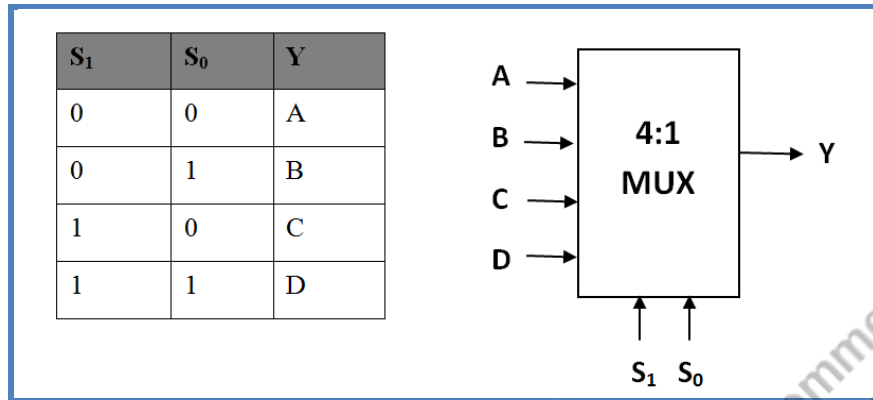 S₁ S₀ Y
0 0 A
0 1 B
1 0 C
1 1 D
A
B
C
D
4:1
MUX
Y
S₁ S₀